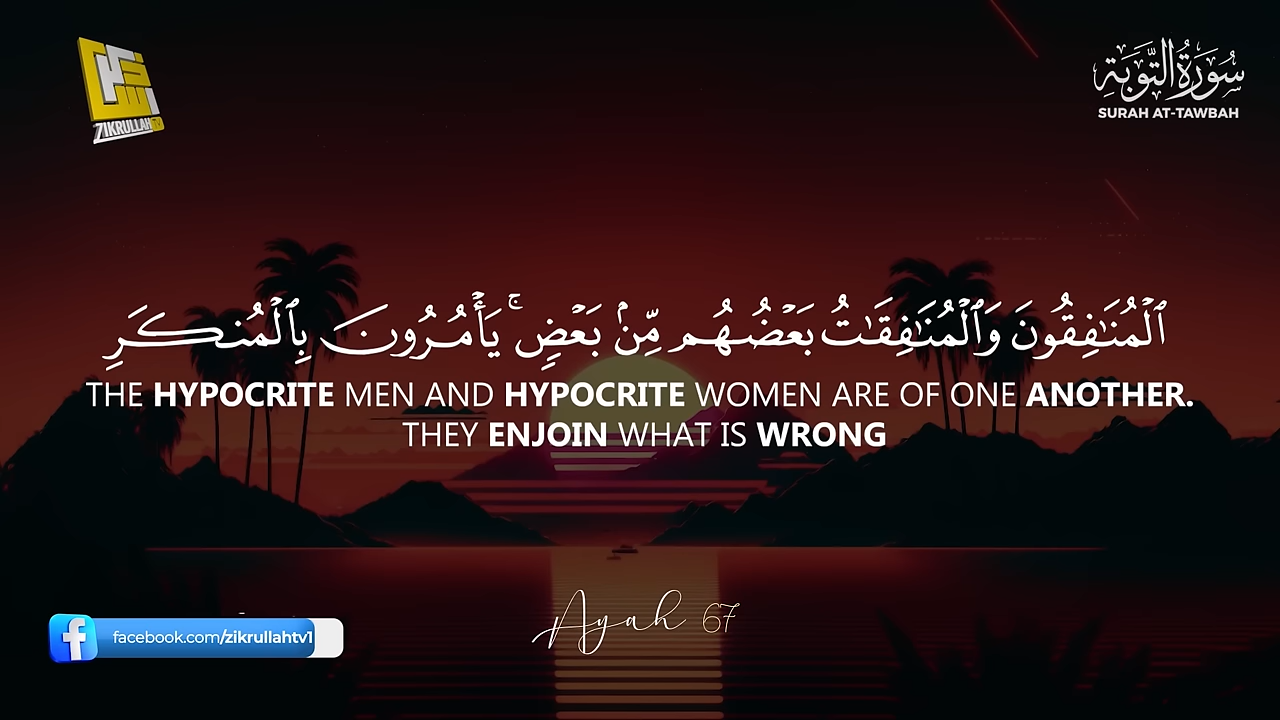 ZIKRULLAH TV
سُورَةُ التَّوْبَةِ
SURAH AT-TAWBAH
ٱلْمُنَـٰفِقُونَ وَٱلْمُنَـٰفِقَـٰتُ بَعْضُهُم مِّنۢ بَعْضٍۢ ۚ يَأْمُرُونَ بِٱلْمُنكَرِ
THE HYPOCRITE MEN AND HYPOCRITE WOMEN ARE OF ONE ANOTHER.
THEY ENJOIN WHAT IS WRONG
Ayah 67
facebook.com/zikrullahtv1